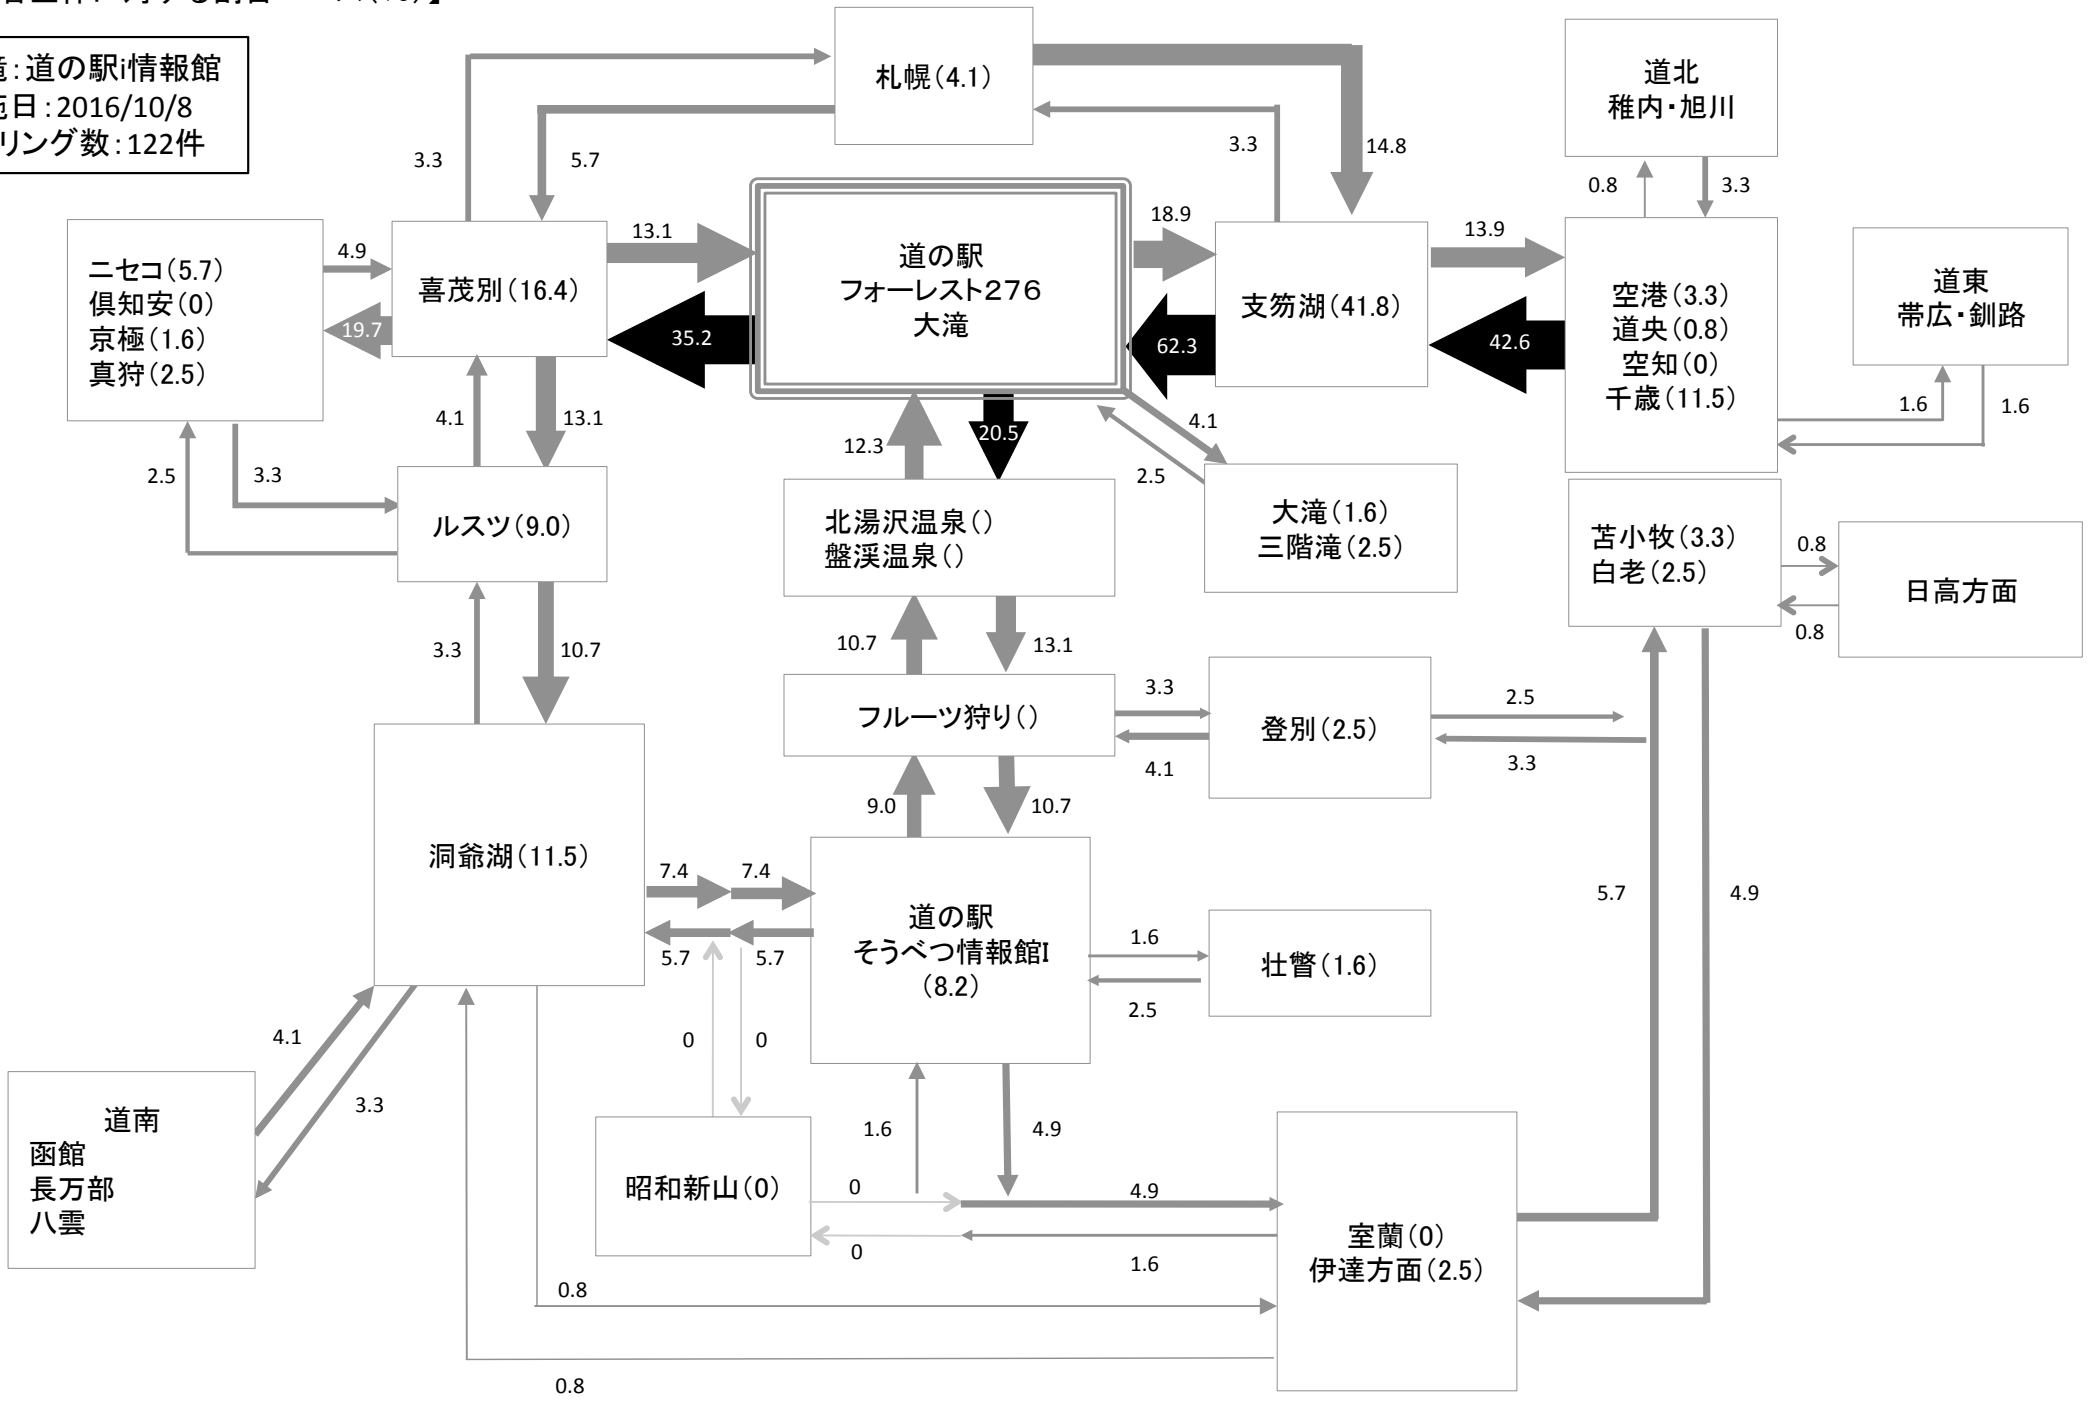 道の駅i情報館
日:2016/10/8
リング数:122件
札幌(4.1)
道北
稚内・旭川
3.3
5.7
3.3
14.8
0.8
3.3
ニセコ(5.7)
倶知安(0)
京極(1.6)
真狩(2.5)
4.9
19.7
喜茂別(16.4)
13.1
35.2
道の駅
フォーレスト276
大滝
18.9
62.3
支笏湖(41.8)
13.9
42.6
空港(3.3)
道央(0.8)
空知(0)
千歳(11.5)
道東
帯広・釧路
1.6
1.6
4.1
13.1
2.5
3.3
12.3
20.5
4.1
2.5
ルスツ(9.0)
北湯沢温泉()
盤渓温泉()
大滝(1.6)
三階滝(2.5)
苫小牧(3.3)
白老(2.5)
0.8
0.8
日高方面
3.3
10.7
10.7
13.1
フルーツ狩り()
3.3
4.1
登別(2.5)
2.5
3.3
9.0
10.7
洞爺湖(11.5)
7.4
7.4
5.7
5.7
道の駅
そうべつ情報館I
(8.2)
1.6
2.5
壮瞥(1.6)
5.7
4.9
4.1
3.3
0
0
道南
函館
長万部
八雲
昭和新山(0)
1.6
4.9
0
0
4.9
1.6
室蘭(0)
伊達方面(2.5)
0.8
0.8